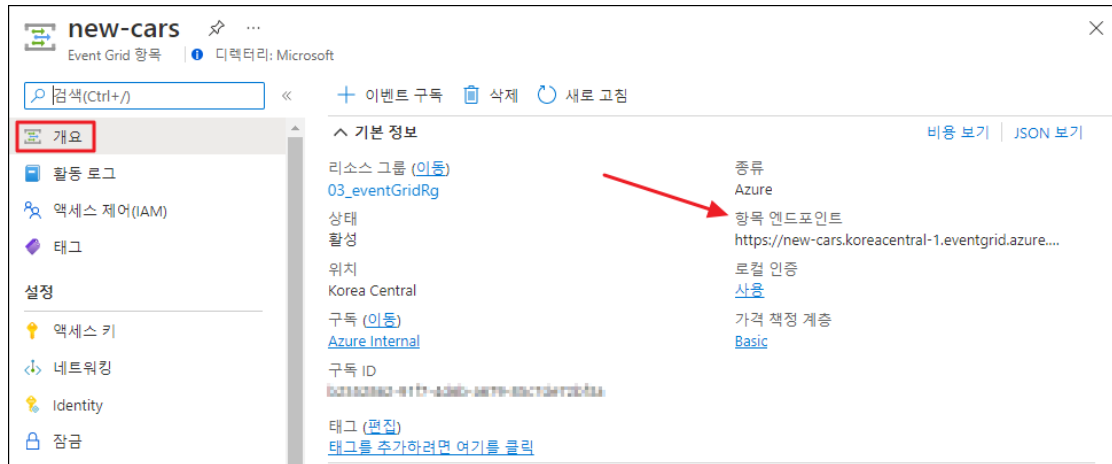 new-cars
Event Grid 항목
디렉터리: Microsoft
검색(Ctrl+/)
개요
활동 로그
액세스 제어(IAM)
태그
설정
액세스 키
네트워킹
Identity
잠금
이벤트 구독
삭제
새로 고침
기본 정보
비용 보기
JSON 보기
리소스 그룹 (이동)
03_eventGridRg
상태
활성
위치
Korea Central
구독 (이동)
Azure Internal
구독 ID
태그 (편집)
태그를 추가하려면 여기를 클릭
종류
Azure
항목 엔드포인트
https://new-cars.koreacentral-1.eventgrid.azure....
로컬 인증
사용
가격 책정 계층
Basic